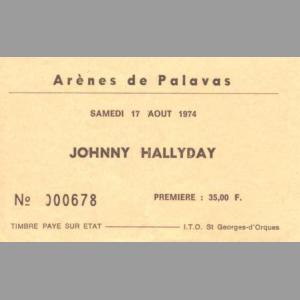 Arènes de Palavas
SAMEDI 17 AOUT 1974
JOHNNY HALLYDAY
Nº 000678 PREMIERE : 35,00 F.
TIMBRE PAYE SUR ETAT I.T.O. St Georges-d'Orques